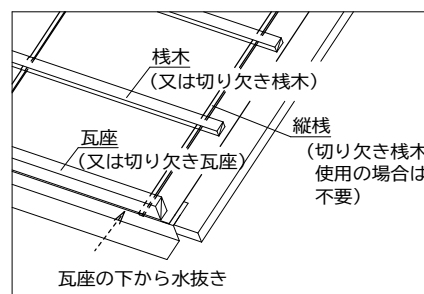 桟木
(又は切り欠き桟木)
縦桟
(切り欠き桟木
使用の場合は
不要)
瓦座
(又は切り欠き瓦座)
瓦座の下から水抜き